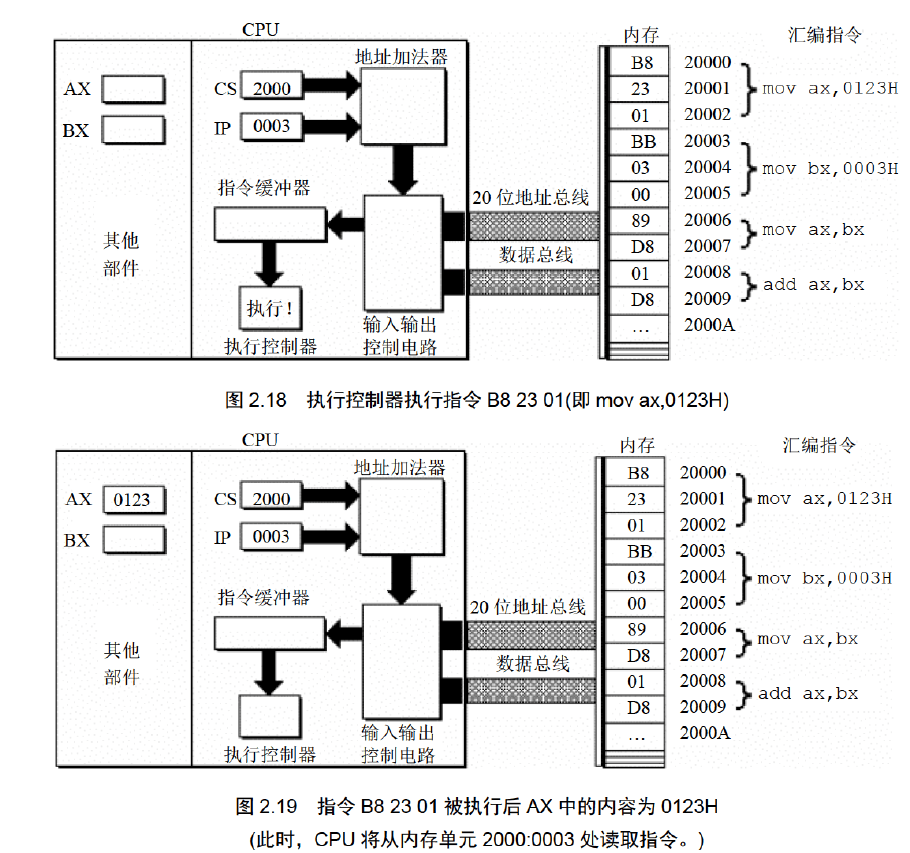 CPU
内存
汇编指令
地址加法器
AX
CS 2000
BX
IP 0003
指令缓冲器
其他
部件
执行！
执行控制器
输入输出
控制电路
20 位地址总线
数据总线
B8 20000
23 20001 mov ax,0123H
01 20002
BB 20003
03 20004 mov bx,0003H
00 20005
89 20006
D8 20007 mov ax,bx
01 20008
D8 20009 add ax,bx
… 2000A
图 2.18 执行控制器执行指令 B8 23 01(即 mov ax,0123H)
CPU
内存
汇编指令
地址加法器
AX 0123
CS 2000
BX
IP 0003
指令缓冲器
其他
部件
执行控制器
输入输出
控制电路
20 位地址总线
数据总线
B8 20000
23 20001 mov ax,0123H
01 20002
BB 20003
03 20004 mov bx,0003H
00 20005
89 20006
D8 20007 mov ax,bx
01 20008
D8 20009 add ax,bx
… 2000A
图 2.19 指令 B8 23 01 被执行后 AX 中的内容为 0123H
(此时，CPU 将从内存单元 2000:0003 处读取指令。)